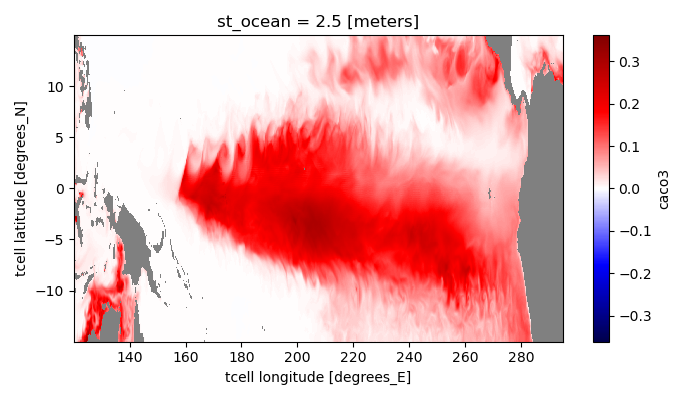 st_ocean = 2.5 [meters]
10
5
0
−5
−10
tcell latitude [degrees_N]
140 160 180 200 220 240 260 280
tcell longitude [degrees_E]
0.3
0.2
0.1
0.0
−0.1
−0.2
−0.3
caco3